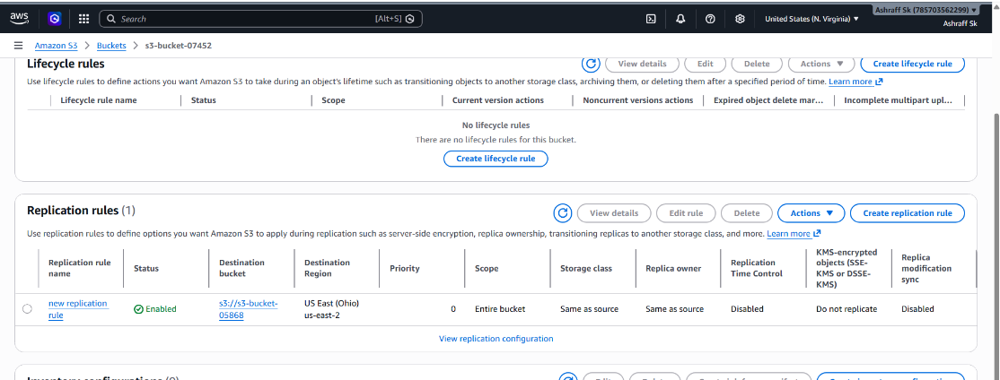 aws Search [Alt+S] United States (N. Virginia) ▼ Ashraff Sk (785703562299) ▼
Ashraff Sk
Amazon S3 > Buckets > s3-bucket-07452
Lifecycle rules View details Edit Delete Actions ▼ Create lifecycle rule
Use lifecycle rules to define actions you want Amazon S3 to take during an object's lifetime such as transitioning objects to another storage class, archiving them, or deleting them after a specified period of time. Learn more
Lifecycle rule name Status Scope Current version actions Noncurrent versions actions Expired object delete mar... Incomplete multipart upl...
No lifecycle rules
There are no lifecycle rules for this bucket.
Create lifecycle rule
Replication rules (1) View details Edit rule Delete Actions ▼ Create replication rule
Use replication rules to define options you want Amazon S3 to apply during replication such as server-side encryption, replica ownership, transitioning replicas to another storage class, and more. Learn more
Replication rule name Status Destination bucket Destination Region Priority Scope Storage class Replica owner Replication Time Control KMS-encrypted objects (SSE-KMS or DSSE-KMS) Replica modification sync
new replication rule Enabled s3://s3-bucket-05868 US East (Ohio) us-east-2 0 Entire bucket Same as source Same as source Disabled Do not replicate Disabled
View replication configuration